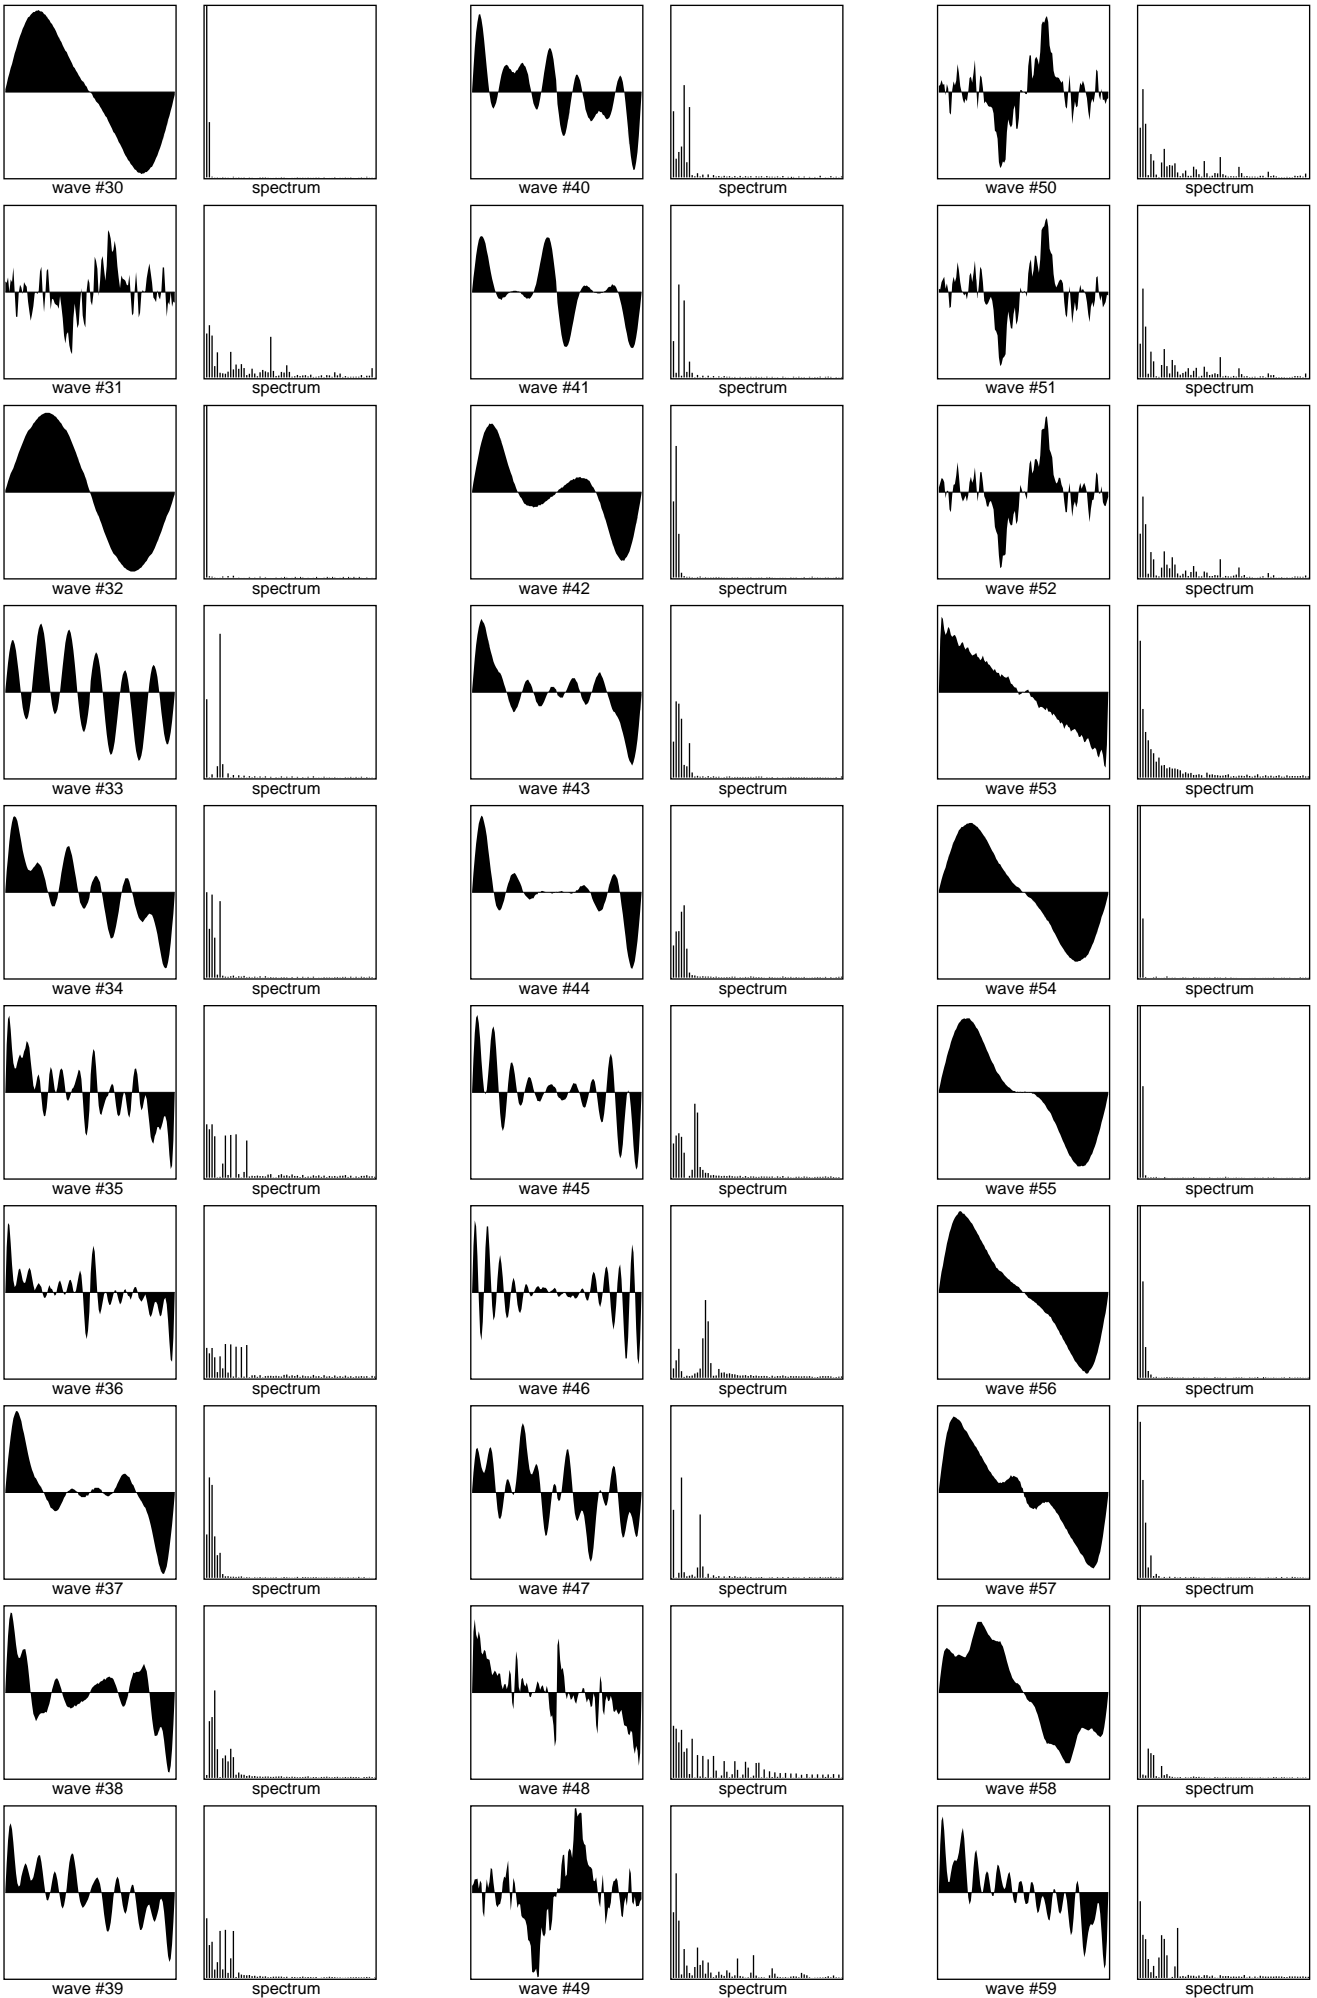 wave #30 spectrum wave #40 spectrum wave #50 spectrum
wave #31 spectrum wave #41 spectrum wave #51 spectrum
wave #32 spectrum wave #42 spectrum wave #52 spectrum
wave #33 spectrum wave #43 spectrum wave #53 spectrum
wave #34 spectrum wave #44 spectrum wave #54 spectrum
wave #35 spectrum wave #45 spectrum wave #55 spectrum
wave #36 spectrum wave #46 spectrum wave #56 spectrum
wave #37 spectrum wave #47 spectrum wave #57 spectrum
wave #38 spectrum wave #48 spectrum wave #58 spectrum
wave #39 spectrum wave #49 spectrum wave #59 spectrum